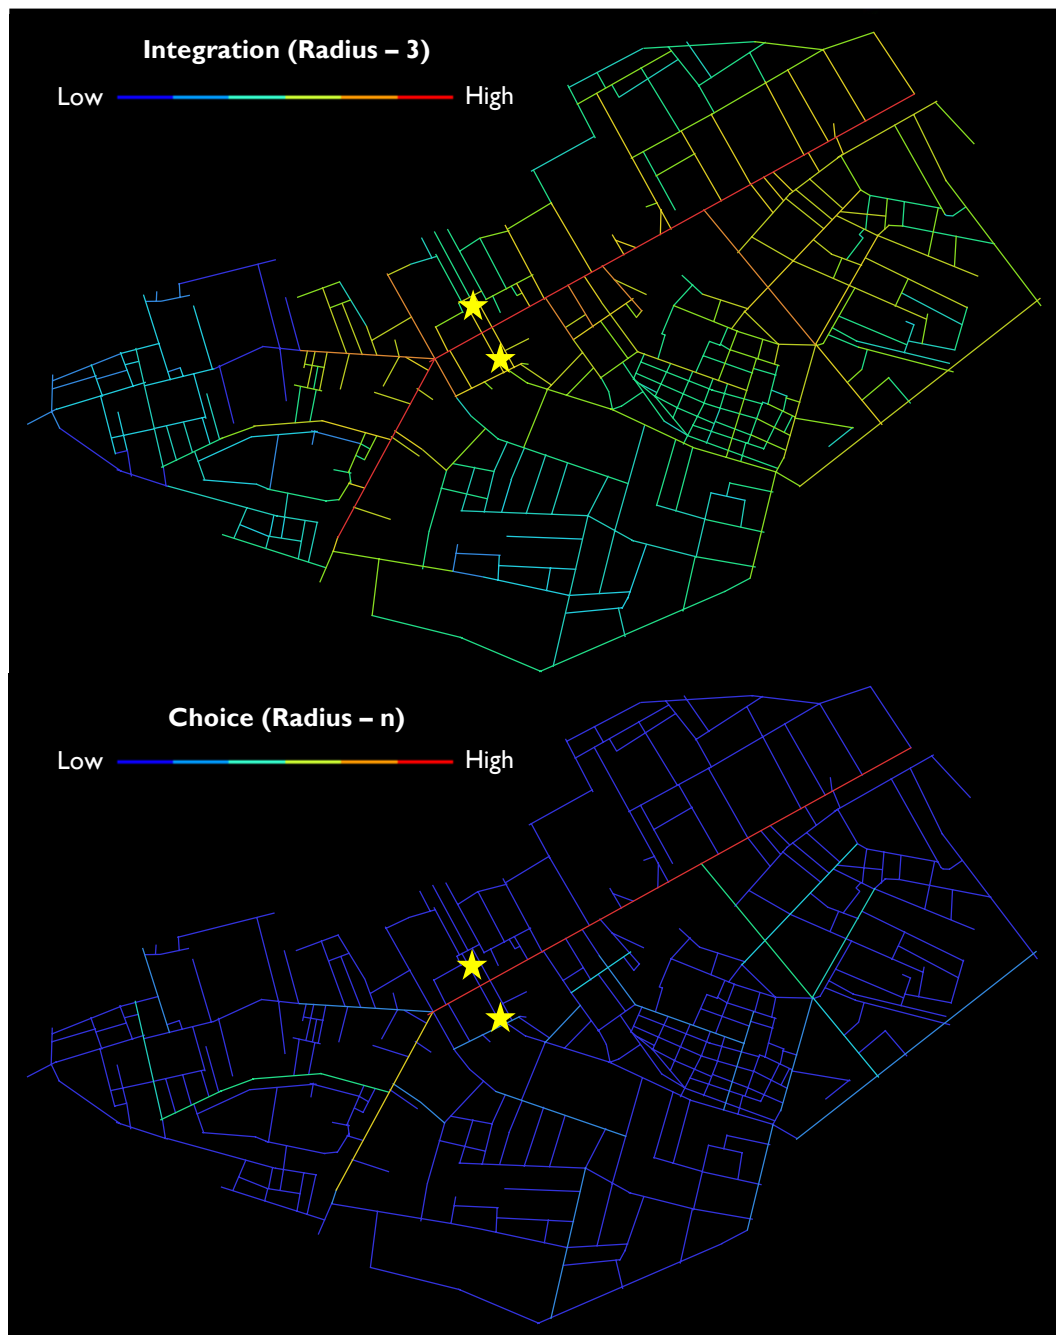 Integration (Radius – 3)
Low High
Choice (Radius – n)
Low High